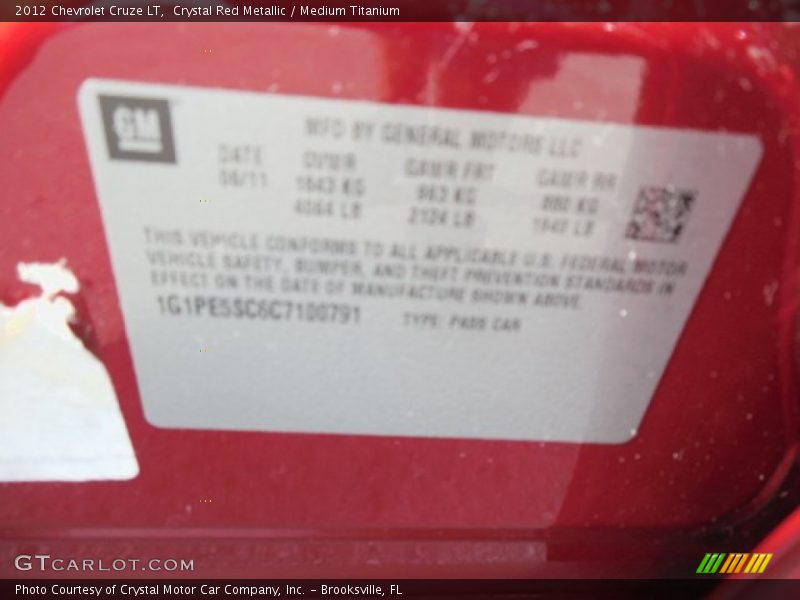 2012 Chevrolet Cruze LT,  Crystal Red Metallic / Medium Titanium
GM
MFD BY GENERAL MOTORS LLC
DATE GVWR GAWR FRT GAWR RR
06/11 1843 KG 963 KG 880 KG
4064 LB 2124 LB 1940 LB
THIS VEHICLE CONFORMS TO ALL APPLICABLE U.S. FEDERAL MOTOR
VEHICLE SAFETY, BUMPER, AND THEFT PREVENTION STANDARDS IN
EFFECT ON THE DATE OF MANUFACTURE SHOWN ABOVE.
1G1PE5SC6C7100791 TYPE: PASS CAR
GTCARLOT.COM
Photo Courtesy of Crystal Motor Car Company, Inc. – Brooksville, FL